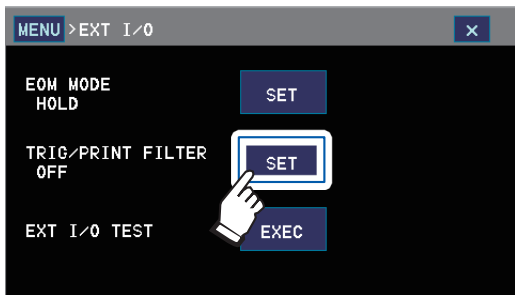 MENU >EXT I/O ×
EOM MODE
HOLD
SET
TRIG/PRINT FILTER
OFF
SET
EXT I/O TEST
EXEC